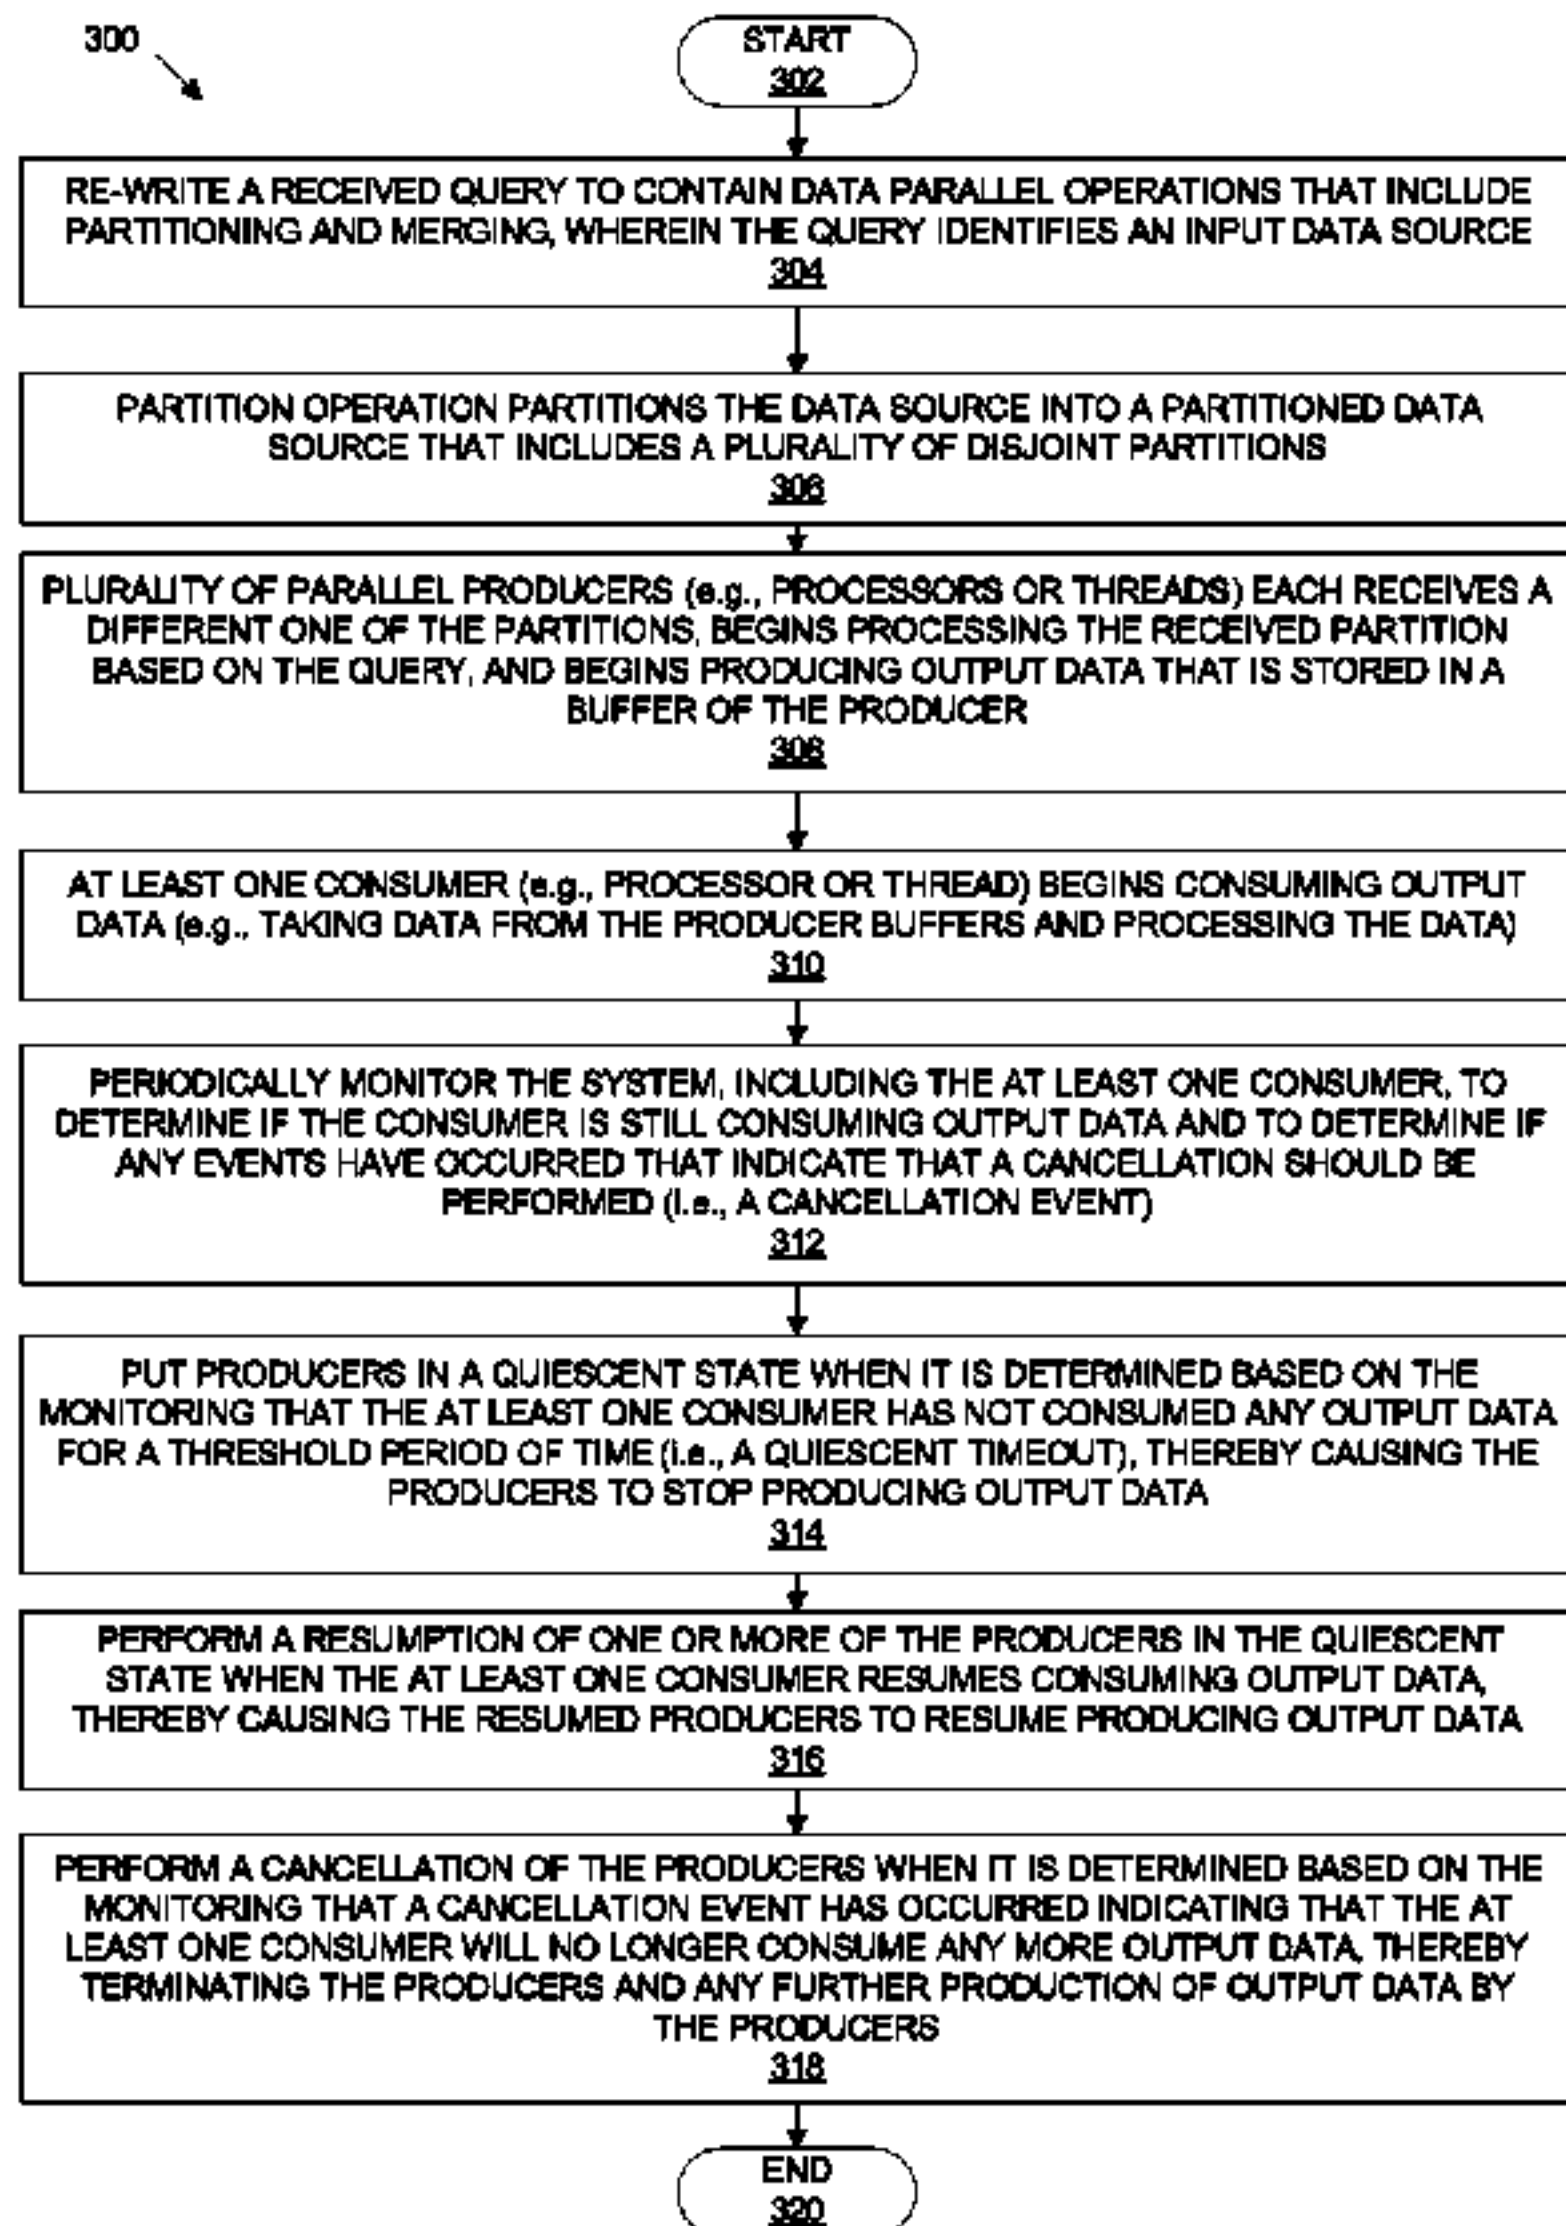 300
START
302
RE-WRITE A RECEIVED QUERY TO CONTAIN DATA PARALLEL OPERATIONS THAT INCLUDE
PARTITIONING AND MERGING, WHEREIN THE QUERY IDENTIFIES AN INPUT DATA SOURCE
304
PARTITION OPERATION PARTITIONS THE DATA SOURCE INTO A PARTITIONED DATA
SOURCE THAT INCLUDES A PLURALITY OF DISJOINT PARTITIONS
306
PLURALITY OF PARALLEL PRODUCERS (e.g., PROCESSORS OR THREADS) EACH RECEIVES A
DIFFERENT ONE OF THE PARTITIONS, BEGINS PROCESSING THE RECEIVED PARTITION
BASED ON THE QUERY, AND BEGINS PRODUCING OUTPUT DATA THAT IS STORED IN A
BUFFER OF THE PRODUCER
308
AT LEAST ONE CONSUMER (e.g., PROCESSOR OR THREAD) BEGINS CONSUMING OUTPUT
DATA (e.g., TAKING DATA FROM THE PRODUCER BUFFERS AND PROCESSING THE DATA)
310
PERIODICALLY MONITOR THE SYSTEM, INCLUDING THE AT LEAST ONE CONSUMER, TO
DETERMINE IF THE CONSUMER IS STILL CONSUMING OUTPUT DATA AND TO DETERMINE IF
ANY EVENTS HAVE OCCURRED THAT INDICATE THAT A CANCELLATION SHOULD BE
PERFORMED (i.e., A CANCELLATION EVENT)
312
PUT PRODUCERS IN A QUIESCENT STATE WHEN IT IS DETERMINED BASED ON THE
MONITORING THAT THE AT LEAST ONE CONSUMER HAS NOT CONSUMED ANY OUTPUT DATA
FOR A THRESHOLD PERIOD OF TIME (i.e., A QUIESCENT TIMEOUT), THEREBY CAUSING THE
PRODUCERS TO STOP PRODUCING OUTPUT DATA
314
PERFORM A RESUMPTION OF ONE OR MORE OF THE PRODUCERS IN THE QUIESCENT
STATE WHEN THE AT LEAST ONE CONSUMER RESUMES CONSUMING OUTPUT DATA,
THEREBY CAUSING THE RESUMED PRODUCERS TO RESUME PRODUCING OUTPUT DATA
316
PERFORM A CANCELLATION OF THE PRODUCERS WHEN IT IS DETERMINED BASED ON THE
MONITORING THAT A CANCELLATION EVENT HAS OCCURRED INDICATING THAT THE AT
LEAST ONE CONSUMER WILL NO LONGER CONSUME ANY MORE OUTPUT DATA, THEREBY
TERMINATING THE PRODUCERS AND ANY FURTHER PRODUCTION OF OUTPUT DATA BY
THE PRODUCERS
318
END
320